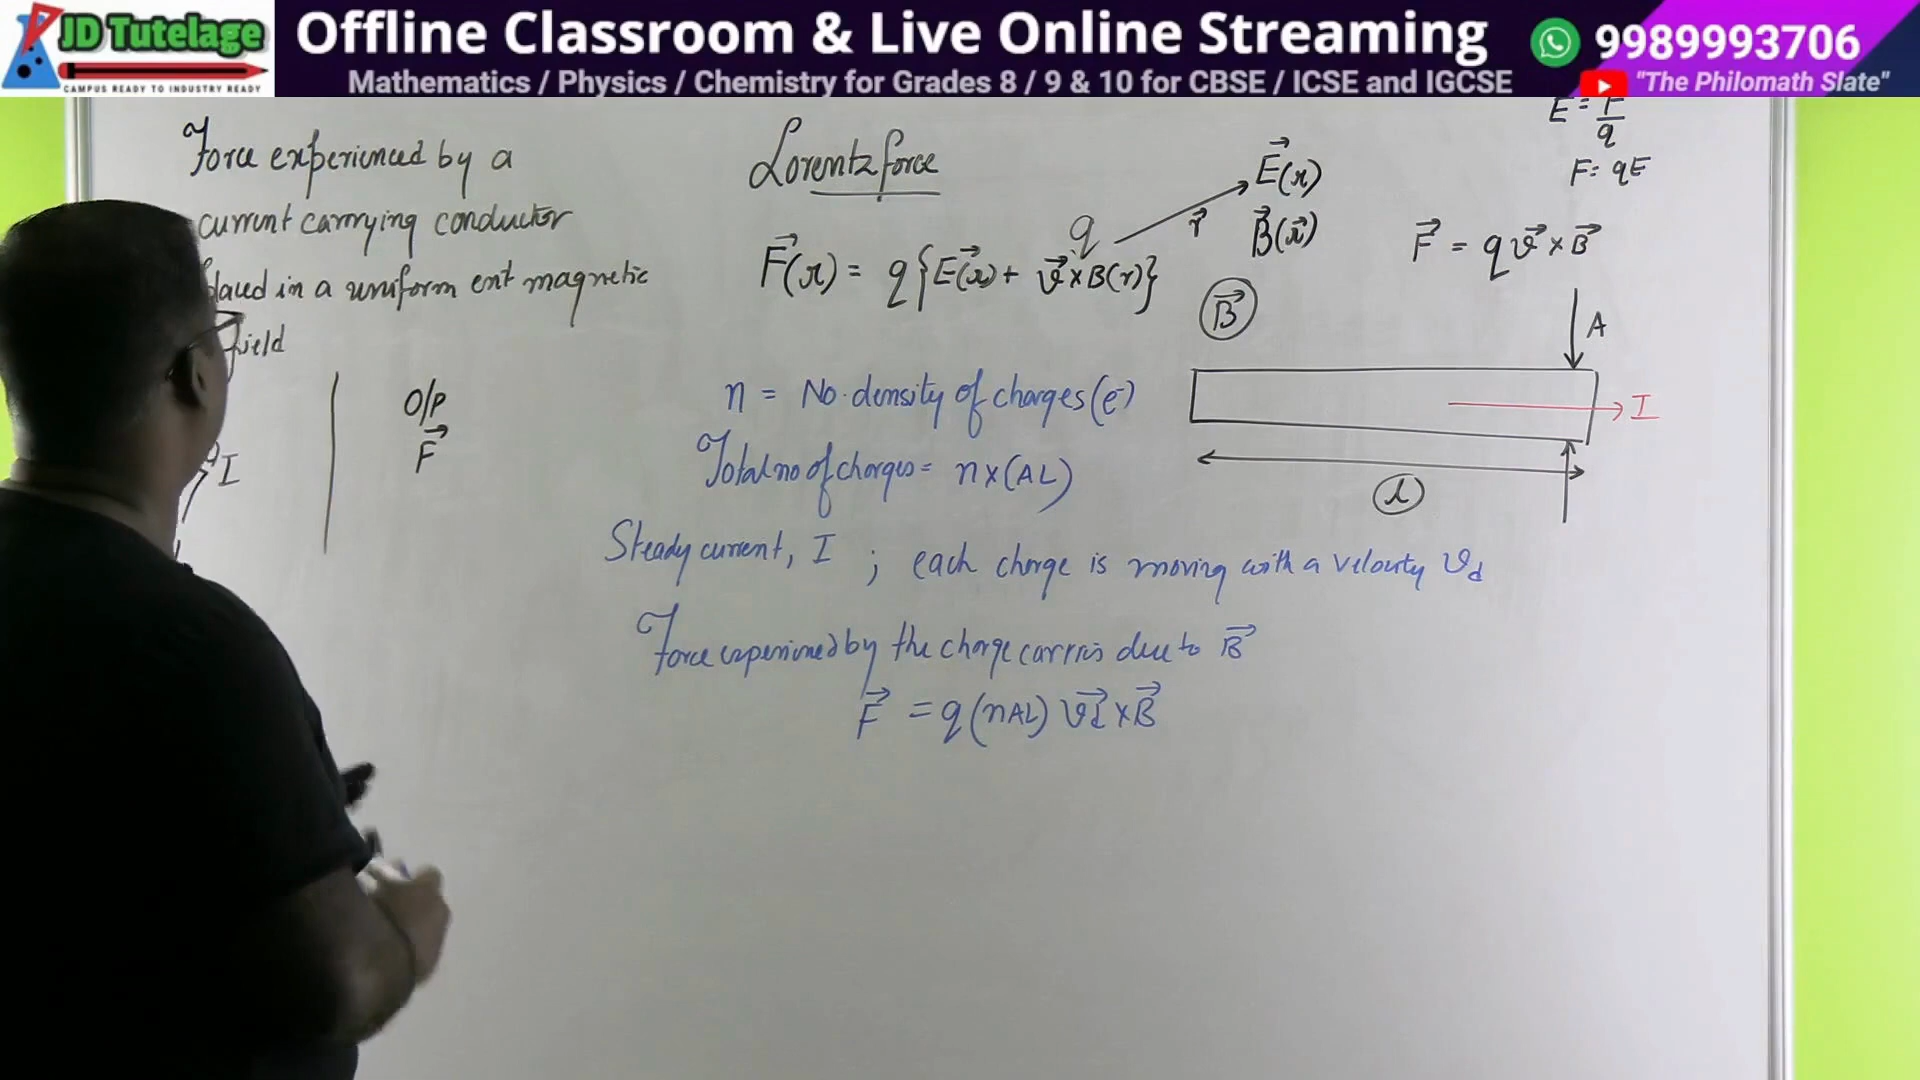 JD Tutelage
CAMPUS READY TO INDUSTRY READY
Offline Classroom & Live Online Streaming
Mathematics / Physics / Chemistry for Grades 8 / 9 & 10 for CBSE / ICSE and IGCSE
9989993706
"The Philomath Slate"
Force experienced by a
current carrying conductor
placed in a uniform ext magnetic
field
I
O/P
F⃗
Lorentz force
F⃗(r) = q{E⃗(r) + v⃗×B(r)}
q
r⃗
E⃗(r)
B⃗(r⃗)
E = F/q
F = qE
F⃗ = qv⃗×B⃗
B⃗
A
I
l
n = No. density of charges (e⁻)
Total no of charges = n×(AL)
Steady current, I ; each charge is moving with a velocity v_d
Force experienced by the charge carriers due to B⃗
F⃗ = q(nAL) v⃗d×B⃗